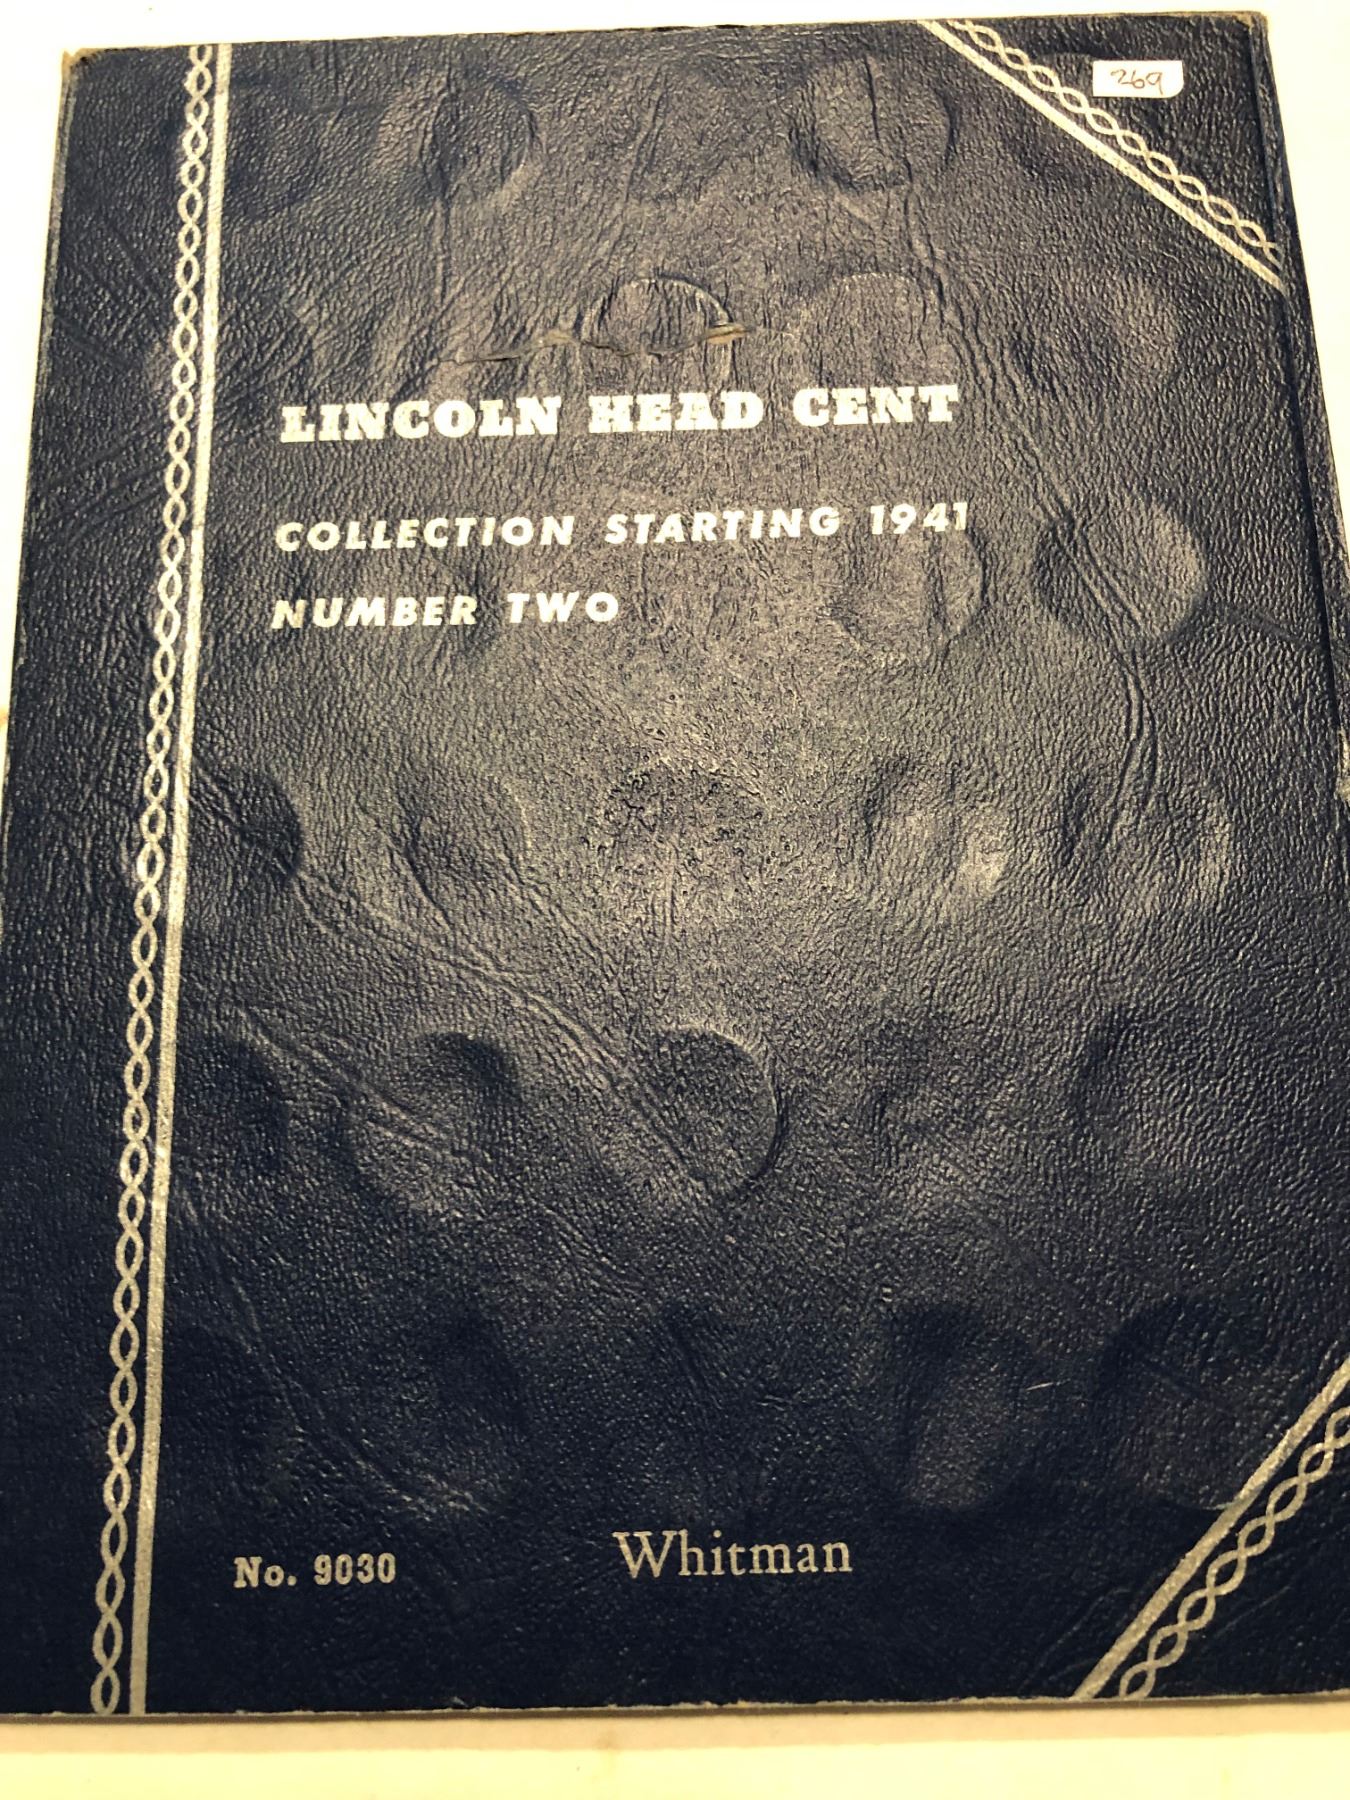 269
LINCOLN HEAD CENT
COLLECTION STARTING 1941
NUMBER TWO
No. 9030
Whitman